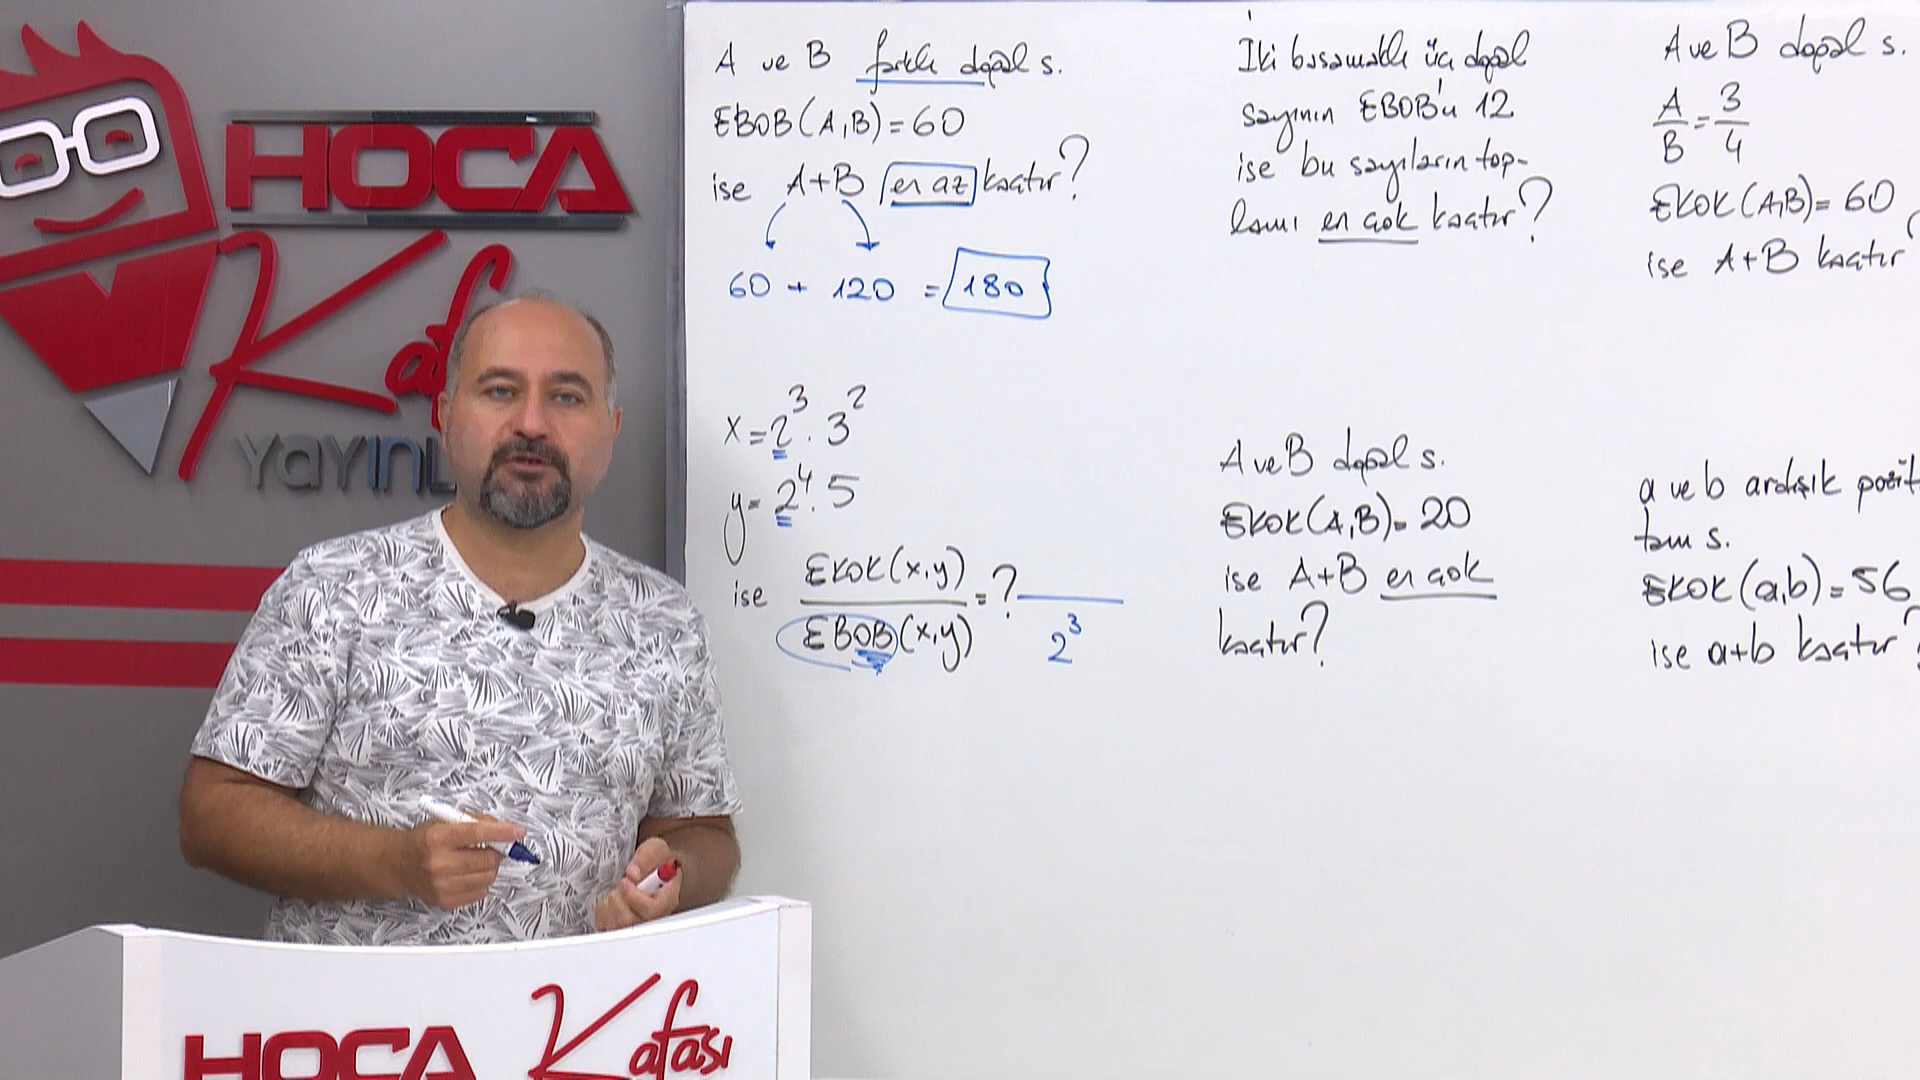 HOCA
Kafa
YAYINL
A ve B farklı doğal s.
EBOB(A,B)=60
ise A+B en az kaçtır?
60 + 120 = 180
x=2³.3²
y=2⁴.5
ise EKOK(x,y) / EBOB(x,y) = ? / 2³
İki basamaklı üç doğal
sayının EBOB'u 12
ise bu sayıların top-
lamı en çok kaçtır?
A ve B doğal s.
EKOK(A,B)=20
ise A+B en çok
kaçtır?
A ve B doğal s.
A/B=3/4
EKOK(A,B)=60
ise A+B kaçtır?
a ve b ardışık pozit
tam s.
EKOK(a,b)=56
ise a+b kaçtır?
HOCA Kafası